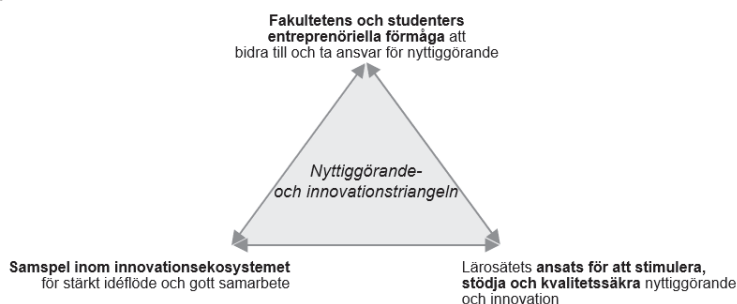 Fakultetens och studenters
entreprenöriella förmåga att
bidra till och ta ansvar för nyttiggörande
Nyttiggörande-
och innovationstriangeln
Samspel inom innovationsekosystemet
för stärkt idéflöde och gott samarbete
Lärosätets ansats för att stimulera,
stödja och kvalitetssäkra nyttiggörande
och innovation